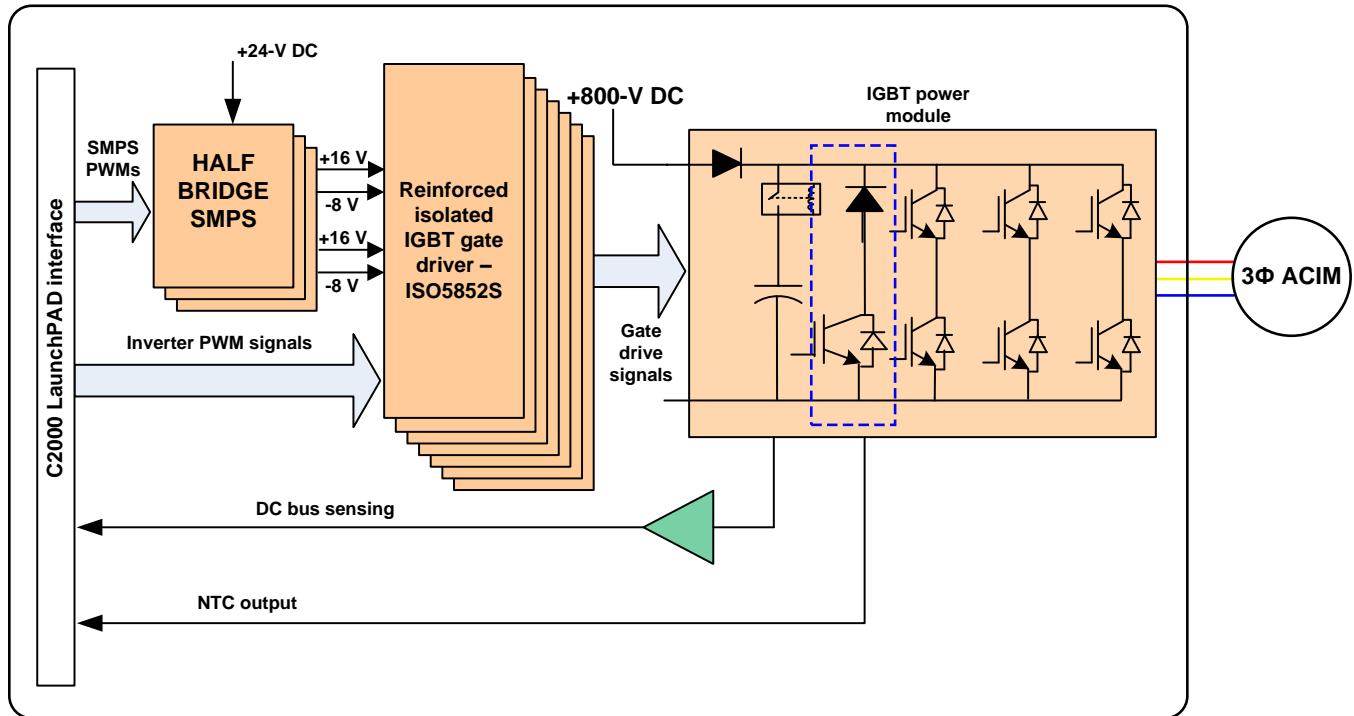 +24-V DC
C2000 LaunchPAD interface
SMPS
PWMs
HALF
BRIDGE
SMPS
+16 V
-8 V
+16 V
-8 V
Reinforced
isolated
IGBT gate
driver –
ISO5852S
+800-V DC
IGBT power
module
Gate
drive
signals
3Φ ACIM
Inverter PWM signals
DC bus sensing
NTC output